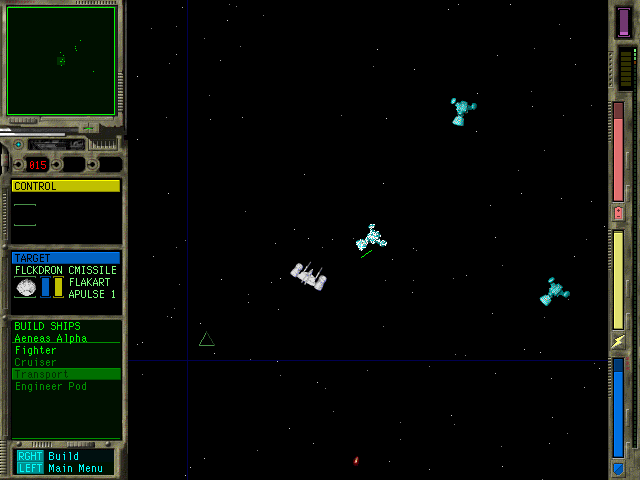 015
CONTROL
TARGET
FLCKDRON CMISSILE
FLAKART
APULSE 1
BUILD SHIPS
Aeneas Alpha
Fighter
Cruiser
Transport
Engineer Pod
RGHT Build
LEFT Main Menu